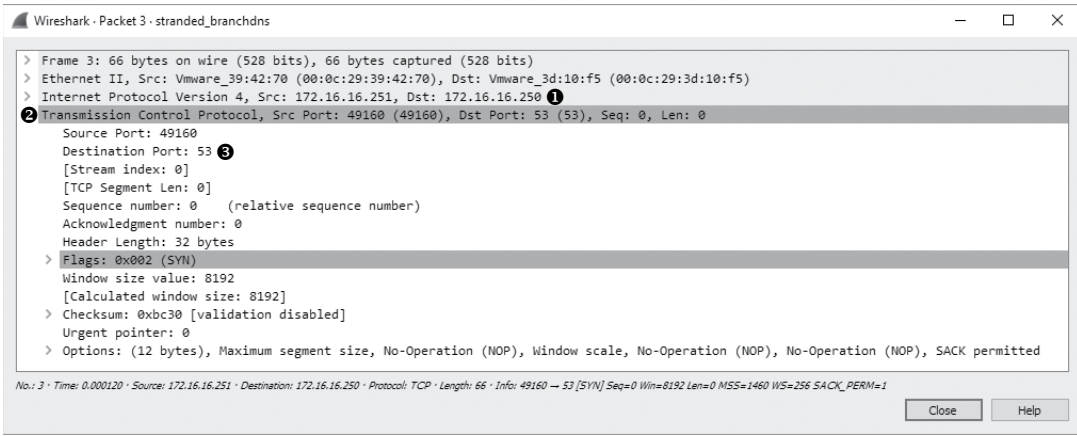 Wireshark · Packet 3 · stranded_branchdns
> Frame 3: 66 bytes on wire (528 bits), 66 bytes captured (528 bits)
> Ethernet II, Src: Vmware_39:42:70 (00:0c:29:39:42:70), Dst: Vmware_3d:10:f5 (00:0c:29:3d:10:f5)
> Internet Protocol Version 4, Src: 172.16.16.251, Dst: 172.16.16.250 ❶
❷ Transmission Control Protocol, Src Port: 49160 (49160), Dst Port: 53 (53), Seq: 0, Len: 0
Source Port: 49160
Destination Port: 53 ❸
[Stream index: 0]
[TCP Segment Len: 0]
Sequence number: 0 (relative sequence number)
Acknowledgment number: 0
Header Length: 32 bytes
> Flags: 0x002 (SYN)
Window size value: 8192
[Calculated window size: 8192]
> Checksum: 0xbc30 [validation disabled]
Urgent pointer: 0
> Options: (12 bytes), Maximum segment size, No-Operation (NOP), Window scale, No-Operation (NOP), No-Operation (NOP), SACK permitted
No.: 3 · Time: 0.000120 · Source: 172.16.16.251 · Destination: 172.16.16.250 · Protocol: TCP · Length: 66 · Info: 49160 → 53 [SYN] Seq=0 Win=8192 Len=0 MSS=1460 WS=256 SACK_PERM=1
Close Help